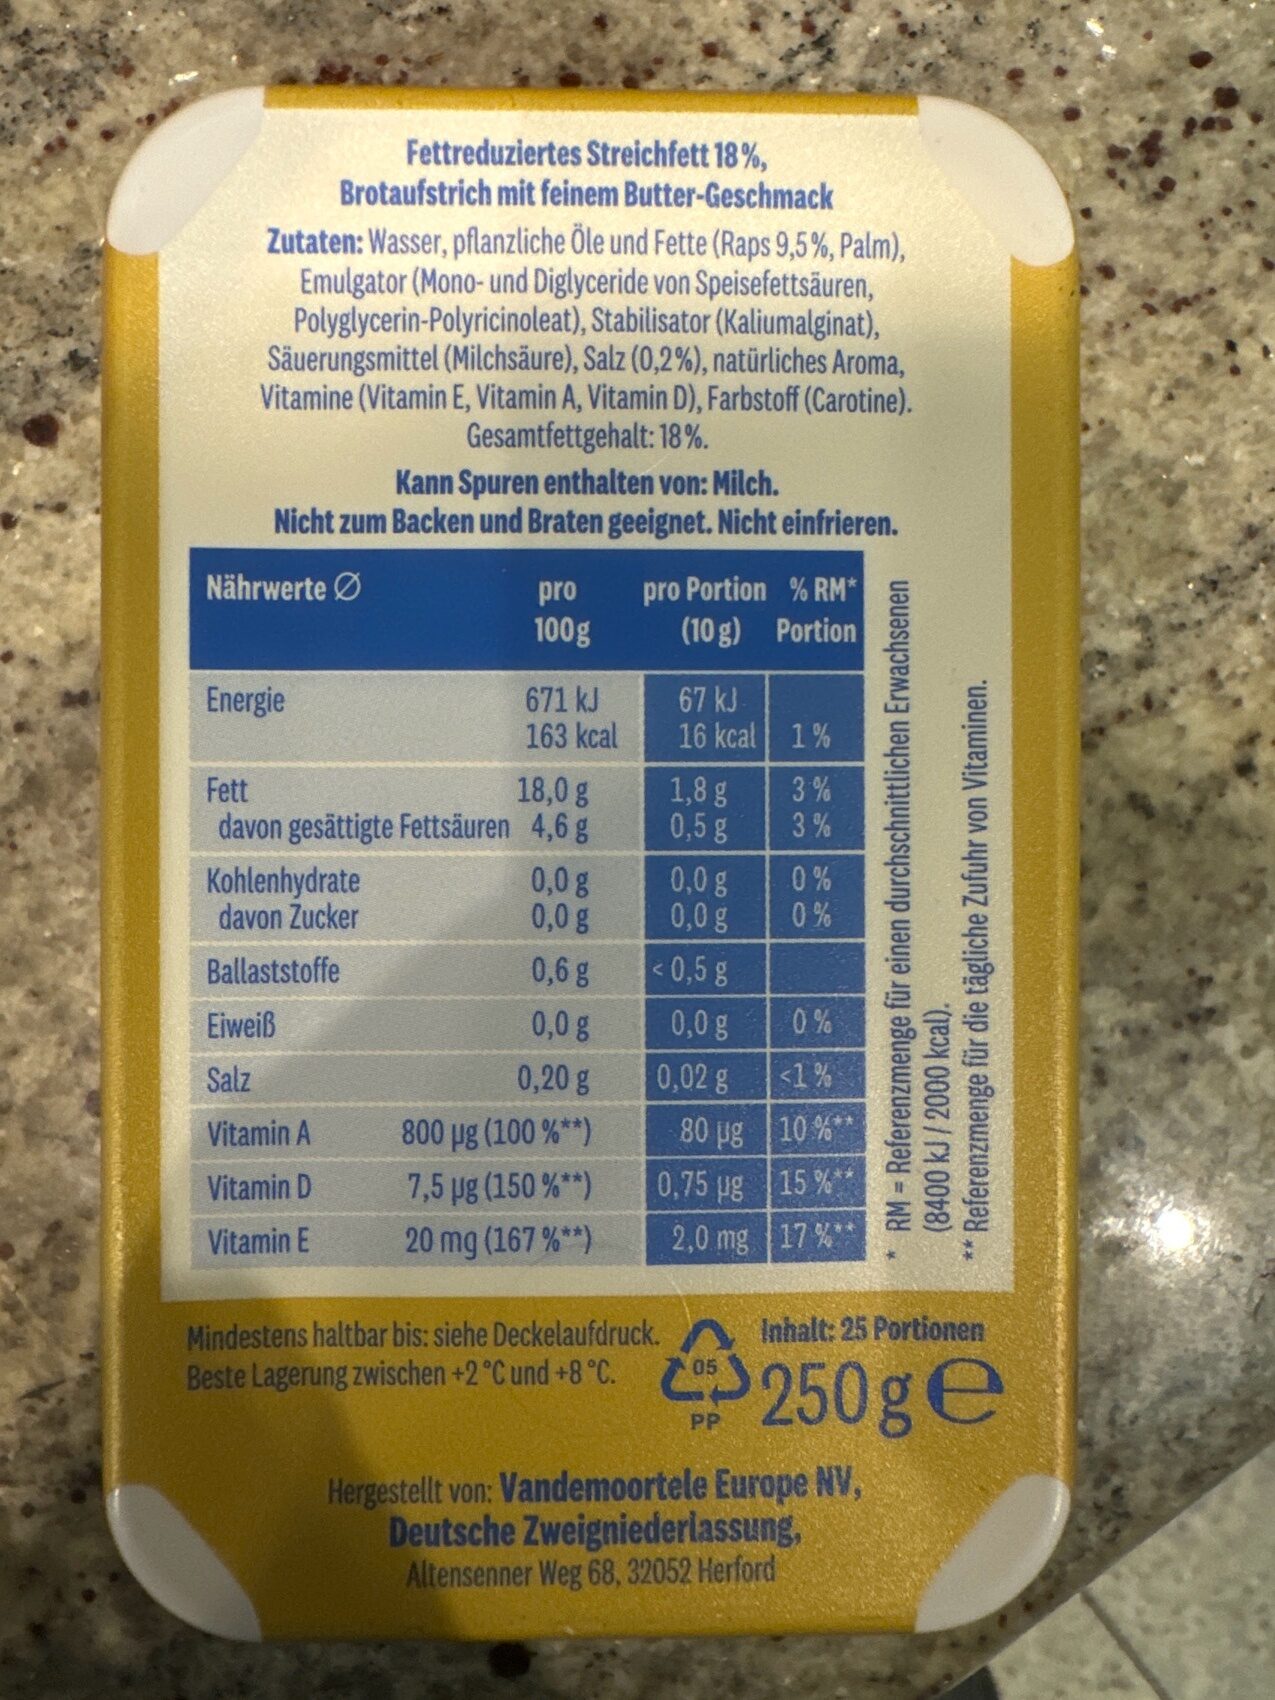 Fettreduziertes Streichfett 18%,
Brotaufstrich mit feinem Butter-Geschmack
Zutaten: Wasser, pflanzliche Öle und Fette (Raps 9,5%, Palm),
Emulgator (Mono- und Diglyceride von Speisefettsäuren,
Polyglycerin-Polyricinoleat), Stabilisator (Kaliumalginat),
Säuerungsmittel (Milchsäure), Salz (0,2%), natürliches Aroma,
Vitamine (Vitamin E, Vitamin A, Vitamin D), Farbstoff (Carotine).
Gesamtfettgehalt: 18%.
Kann Spuren enthalten von: Milch.
Nicht zum Backen und Braten geeignet. Nicht einfrieren.
Nährwerte Ø pro pro Portion % RM*
100g (10 g) Portion
Energie 671 kJ 67 kJ
163 kcal 16 kcal 1 %
Fett 18,0 g 1,8 g 3 %
davon gesättigte Fettsäuren 4,6 g 0,5 g 3 %
Kohlenhydrate 0,0 g 0,0 g 0 %
davon Zucker 0,0 g 0,0 g 0 %
Ballaststoffe 0,6 g < 0,5 g
Eiweiß 0,0 g 0,0 g 0 %
Salz 0,20 g 0,02 g <1 %
Vitamin A 800 µg (100 %**) 80 µg 10 %**
Vitamin D 7,5 µg (150 %**) 0,75 µg 15 %**
Vitamin E 20 mg (167 %**) 2,0 mg 17 %**
* RM = Referenzmenge für einen durchschnittlichen Erwachsenen
(8400 kJ / 2000 kcal).
** Referenzmenge für die tägliche Zufuhr von Vitaminen.
Mindestens haltbar bis: siehe Deckelaufdruck.
Beste Lagerung zwischen +2 °C und +8 °C.
05
PP
Inhalt: 25 Portionen
250 g e
Hergestellt von: Vandemoortele Europe NV,
Deutsche Zweigniederlassung,
Altensenner Weg 68, 32052 Herford